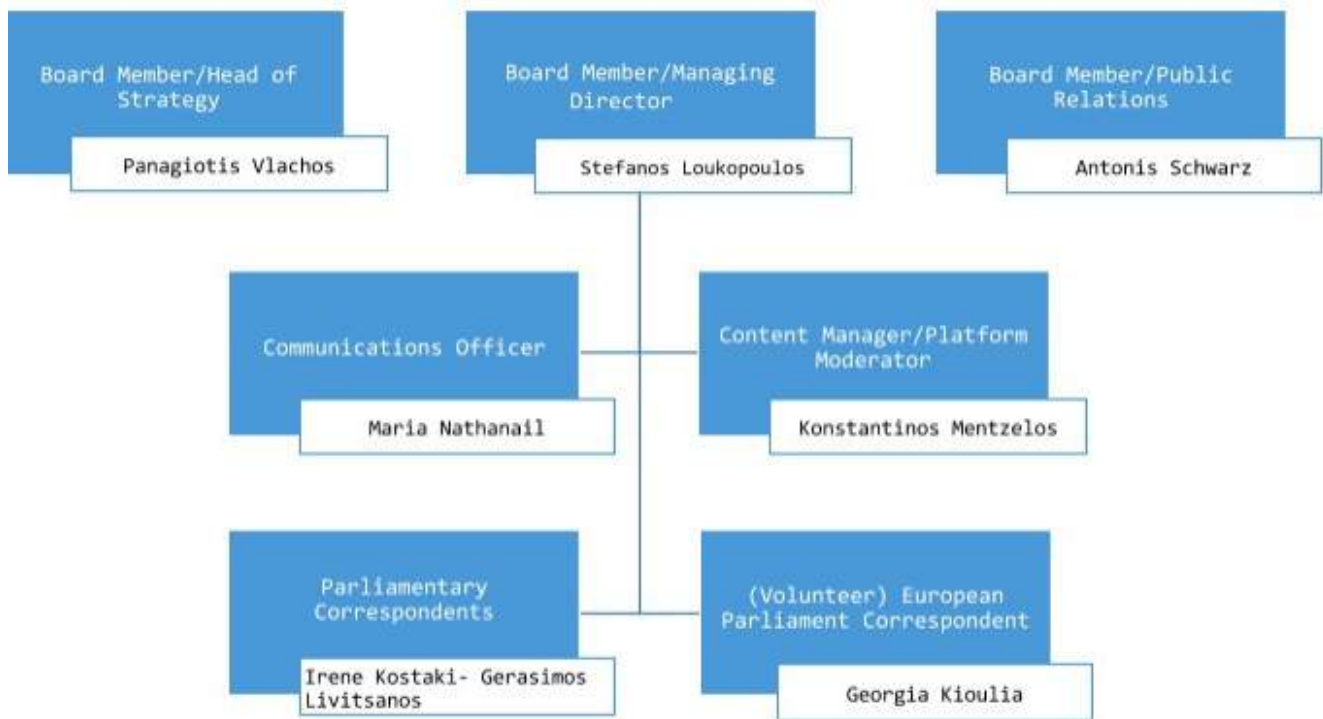 Board Member/Head of
Strategy
Panagiotis Vlachos
Board Member/Managing
Director
Stefanos Loukopoulos
Board Member/Public
Relations
Antonis Schwarz
Communications Officer
Maria Nathanail
Content Manager/Platform
Moderator
Konstantinos Mentzelos
Parliamentary
Correspondents
Irene Kostaki- Gerasimos
Livitsanos
(Volunteer) European
Parliament Correspondent
Georgia Kioulia